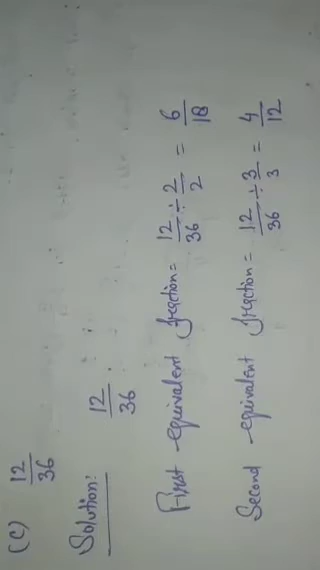 (C) 12/36
Solution: 12/36
First equivalent fraction = 12/36 ÷ 2/2 = 6/18
Second equivalent fraction = 12/36 ÷ 3/3 = 4/12